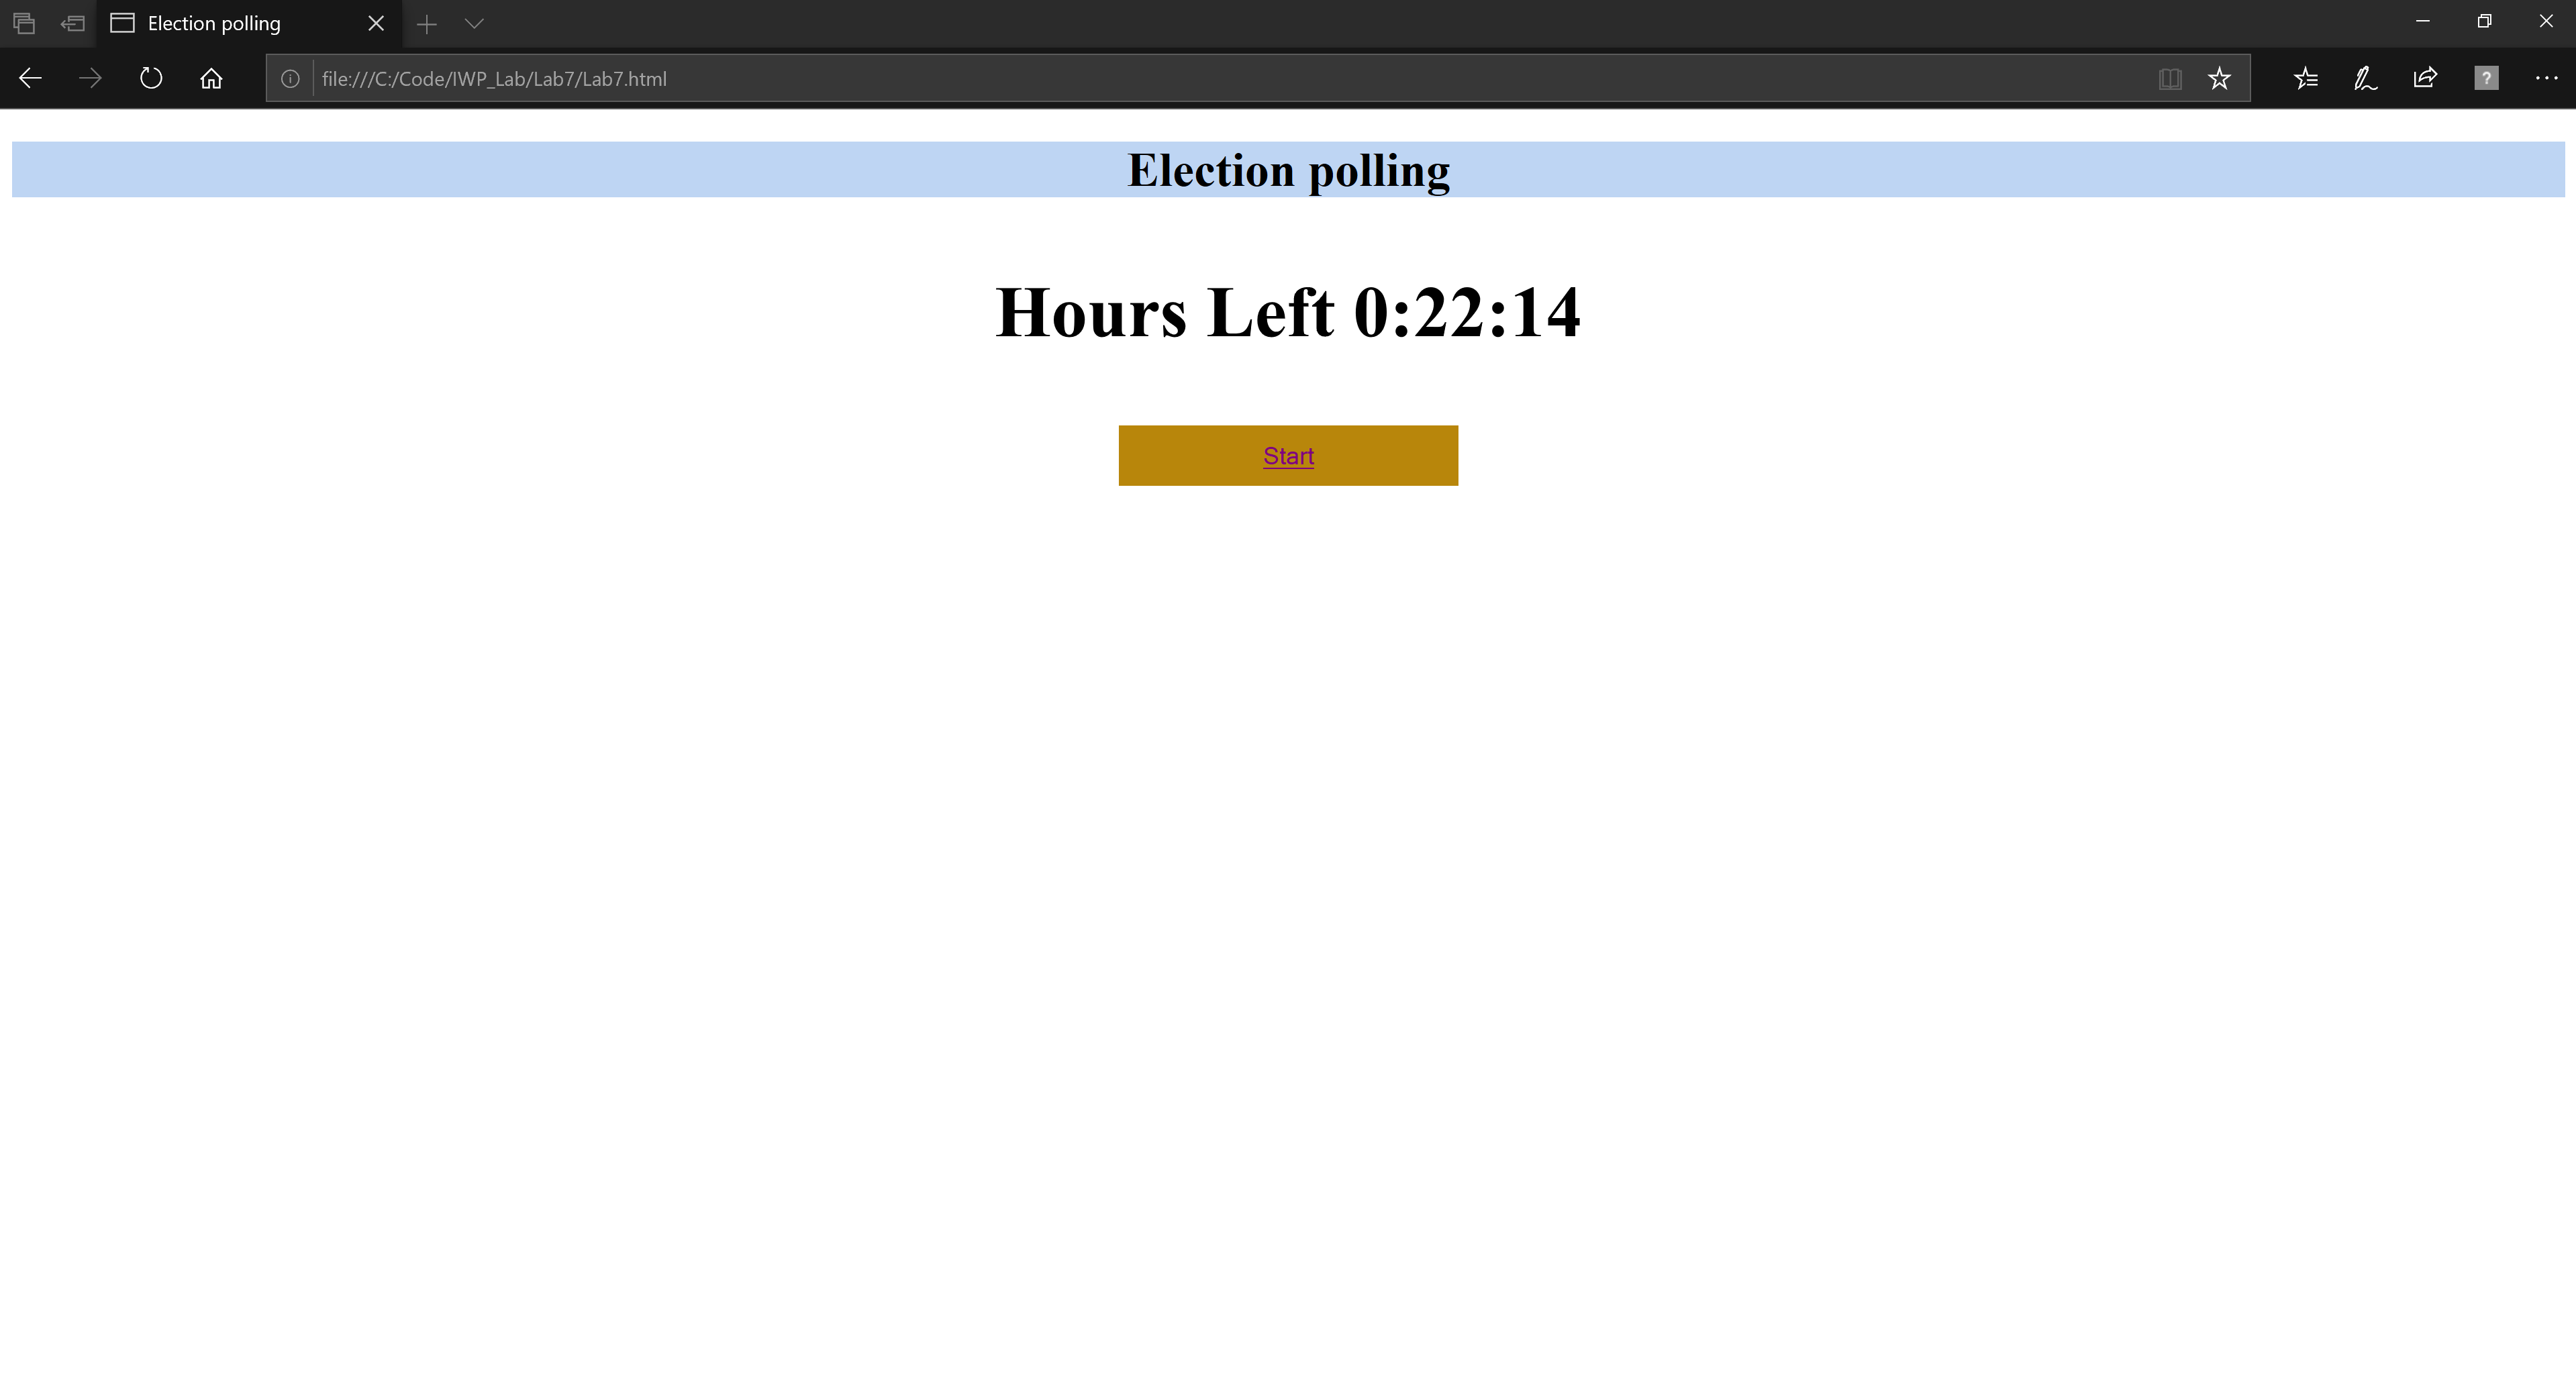 Election polling
file:///C:/Code/IWP_Lab/Lab7/Lab7.html
?
Election polling
Hours Left 0:22:14
Start